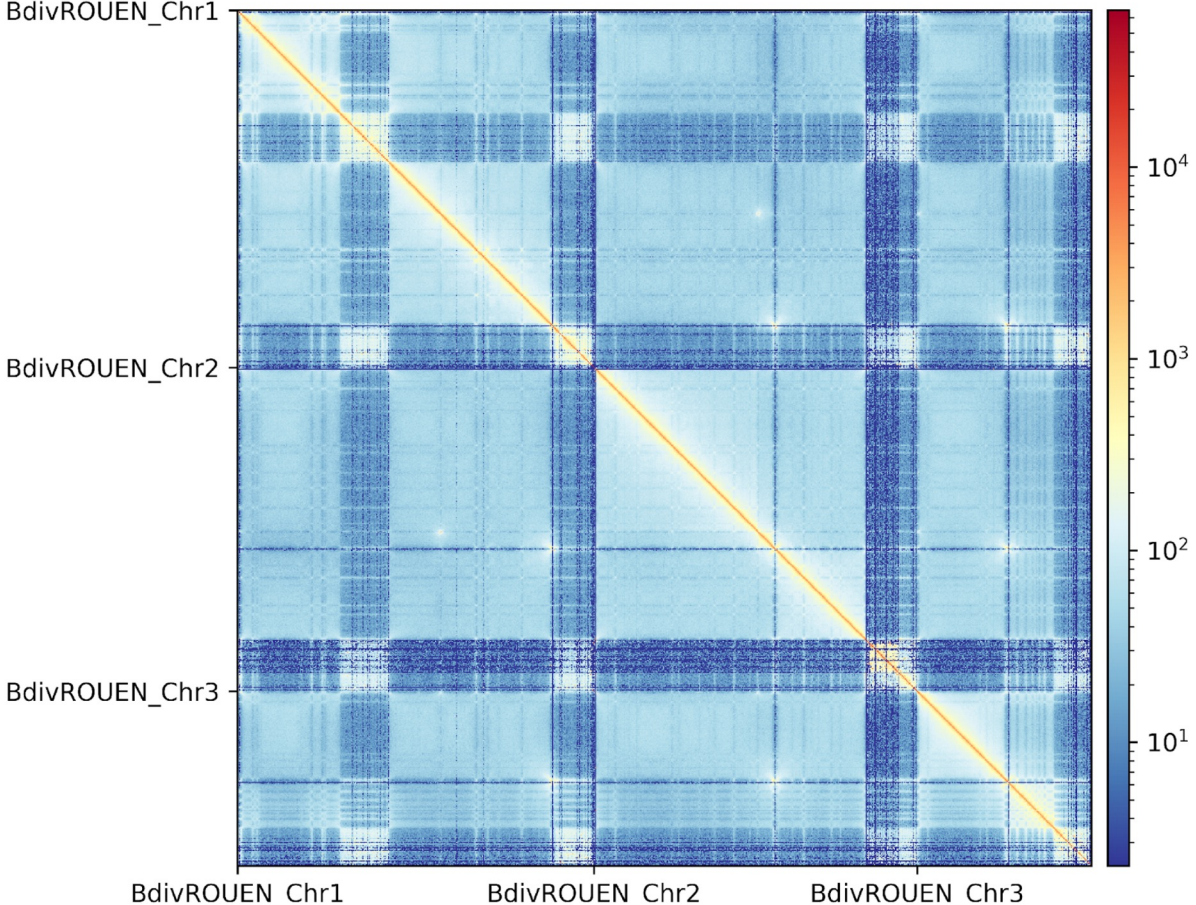 BdivROUEN_Chr1
BdivROUEN_Chr2
BdivROUEN_Chr3
10^4
10^3
10^2
10^1
BdivROUEN_Chr1 BdivROUEN_Chr2 BdivROUEN_Chr3